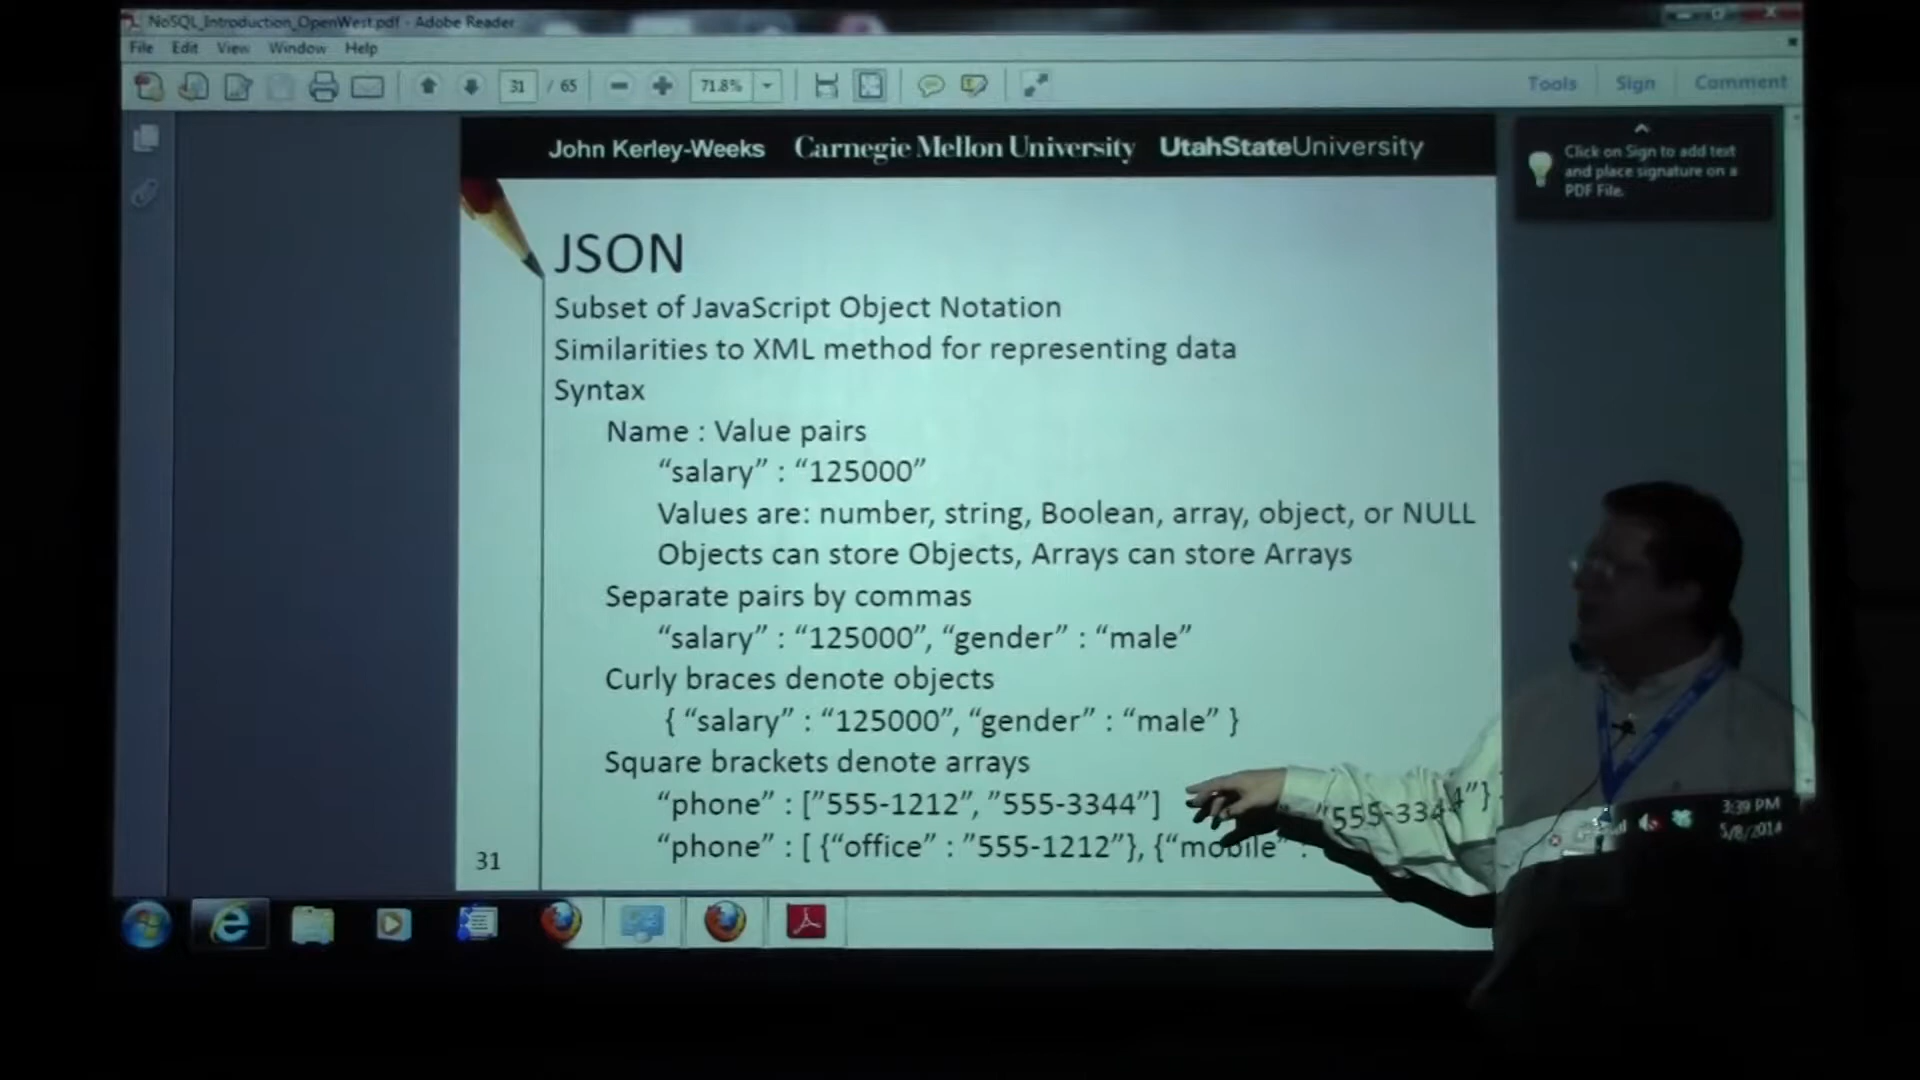 NoSQL_Introduction_OpenWest.pdf - Adobe Reader
File Edit View Window Help
31 / 65 71.8% Tools Sign Comment
John Kerley-Weeks Carnegie Mellon University UtahStateUniversity
Click on Sign to add text
and place signature on a
PDF File.
JSON
Subset of JavaScript Object Notation
Similarities to XML method for representing data
Syntax
Name : Value pairs
“salary” : “125000”
Values are: number, string, Boolean, array, object, or NULL
Objects can store Objects, Arrays can store Arrays
Separate pairs by commas
“salary” : “125000”, “gender” : “male”
Curly braces denote objects
{ “salary” : “125000”, “gender” : “male” }
Square brackets denote arrays
“phone” : [”555-1212”, ”555-3344”]
“phone” : [ {“office” : ”555-1212”}, {“mobile” : ”555-3344”}
31
3:39 PM
5/8/2014